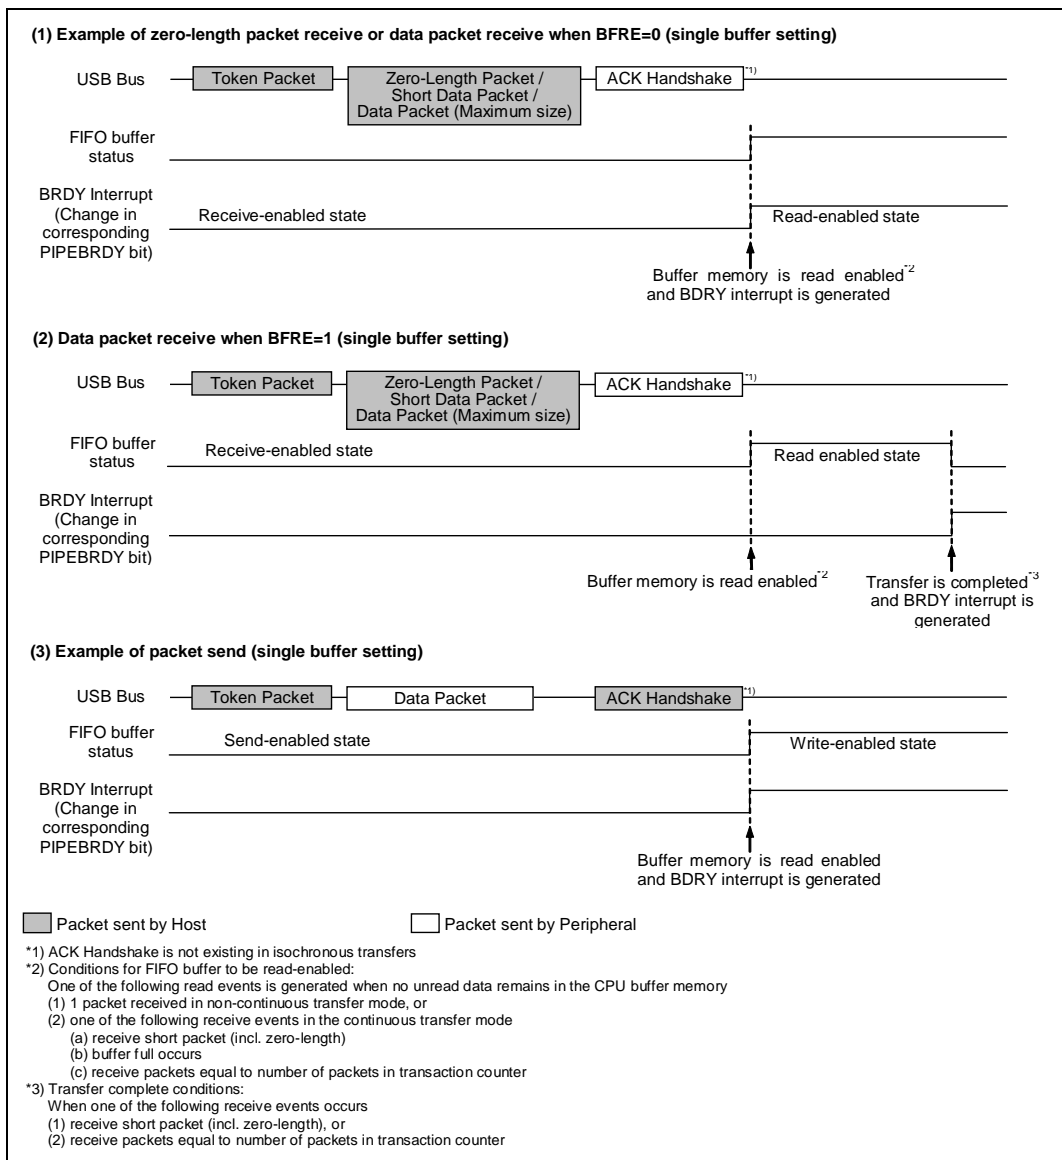 (1) Example of zero-length packet receive or data packet receive when BFRE=0 (single buffer setting)
USB Bus
Token Packet
Zero-Length Packet /
Short Data Packet /
Data Packet (Maximum size)
ACK Handshake
*1)
FIFO buffer
status
BRDY Interrupt
(Change in
corresponding
PIPEBRDY bit)
Receive-enabled state
Read-enabled state
Buffer memory is read enabled*2
and BDRY interrupt is generated
(2) Data packet receive when BFRE=1 (single buffer setting)
USB Bus
Token Packet
Zero-Length Packet /
Short Data Packet /
Data Packet (Maximum size)
ACK Handshake
*1)
FIFO buffer
status
Receive-enabled state
Read enabled state
BRDY Interrupt
(Change in
corresponding
PIPEBRDY bit)
Buffer memory is read enabled*2
Transfer is completed*3
and BRDY interrupt is
generated
(3) Example of packet send (single buffer setting)
USB Bus
Token Packet
Data Packet
ACK Handshake
*1)
FIFO buffer
status
Send-enabled state
Write-enabled state
BRDY Interrupt
(Change in
corresponding
PIPEBRDY bit)
Buffer memory is read enabled
and BDRY interrupt is generated
Packet sent by Host
Packet sent by Peripheral
*1) ACK Handshake is not existing in isochronous transfers
*2) Conditions for FIFO buffer to be read-enabled:
One of the following read events is generated when no unread data remains in the CPU buffer memory
(1) 1 packet received in non-continuous transfer mode, or
(2) one of the following receive events in the continuous transfer mode
(a) receive short packet (incl. zero-length)
(b) buffer full occurs
(c) receive packets equal to number of packets in transaction counter
*3) Transfer complete conditions:
When one of the following receive events occurs
(1) receive short packet (incl. zero-length), or
(2) receive packets equal to number of packets in transaction counter